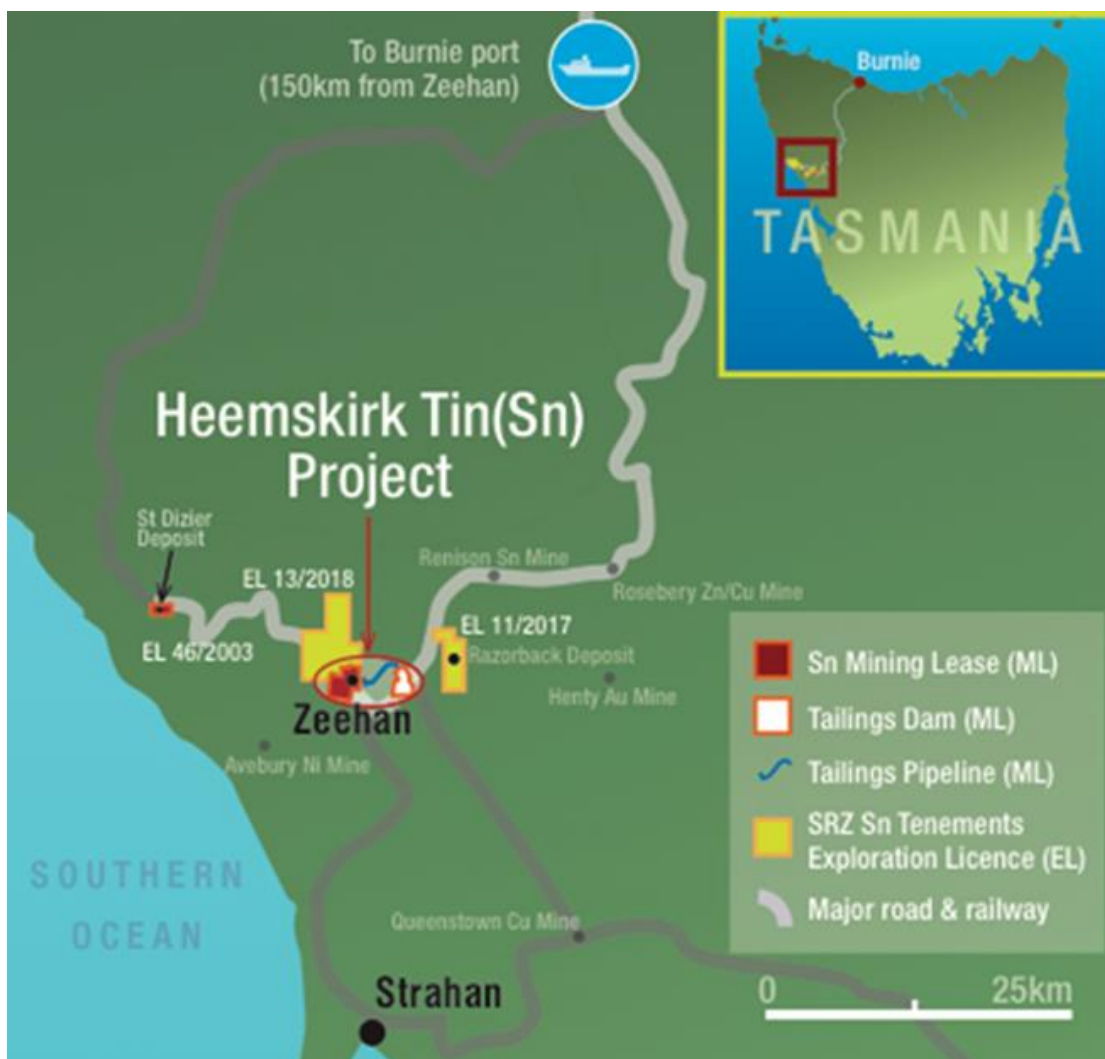 To Burnie port
(150km from Zeehan)
Burnie
TASMANIA
Heemskirk Tin(Sn)
Project
St Dizier
Deposit
EL 13/2018
Renison Sn Mine
Rosebery Zn/Cu Mine
EL 46/2003
EL 11/2017
Razorback Deposit
Henty Au Mine
Zeehan
Avebury Ni Mine
SOUTHERN
OCEAN
Queenstown Cu Mine
Strahan
Sn Mining Lease (ML)
Tailings Dam (ML)
Tailings Pipeline (ML)
SRZ Sn Tenements
Exploration Licence (EL)
Major road & railway
0 25km